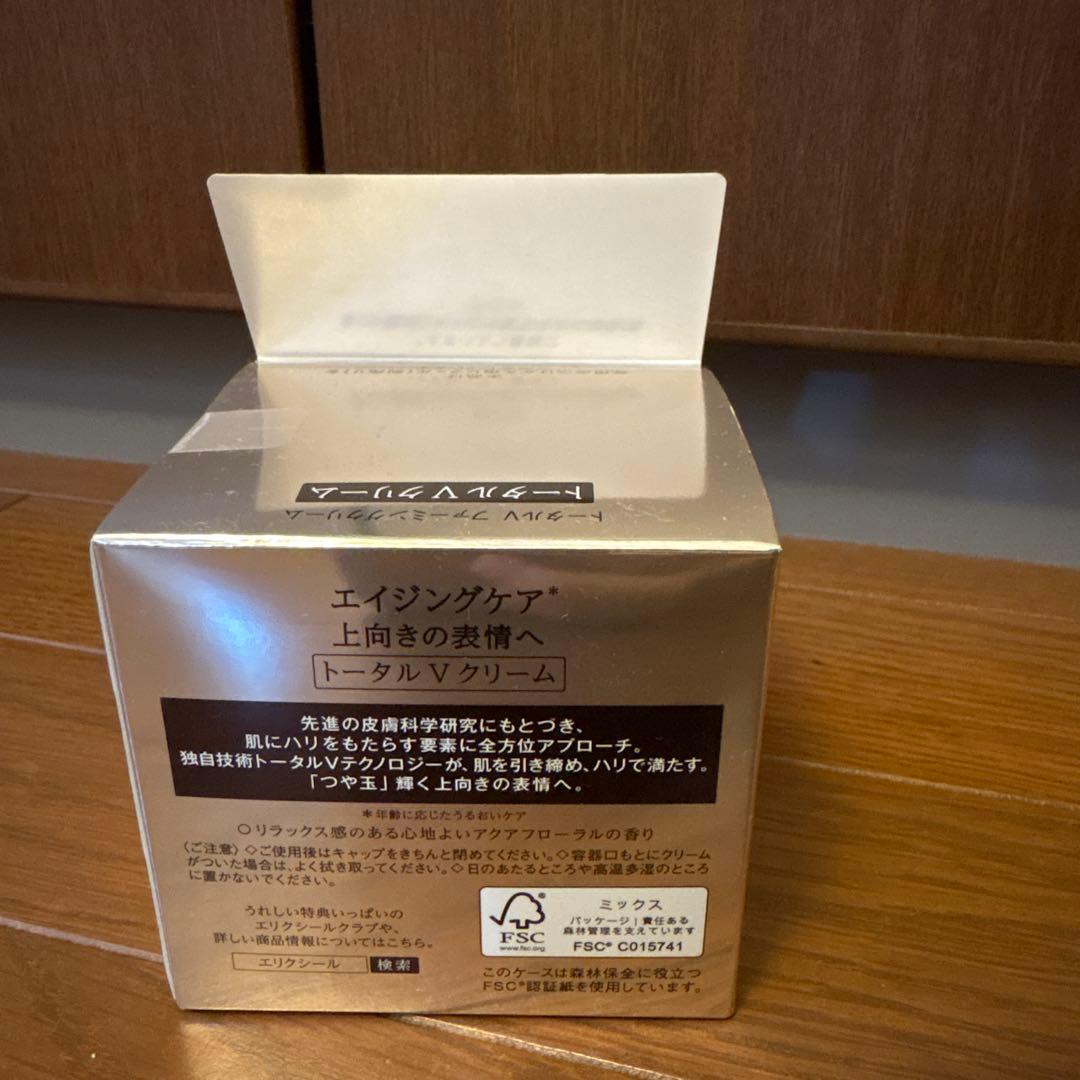 トータル V クリーム
トータルV ファーミングクリーム
エイジングケア*
上向きの表情へ
トータル V クリーム
先進の皮膚科学研究にもとづき、
肌にハリをもたらす要素に全方位アプローチ。
独自技術トータルVテクノロジーが、肌を引き締め、ハリで満たす。
「つや玉」輝く上向きの表情へ。
*年齢に応じたうるおいケア
○リラックス感のある心地よいアクアフローラルの香り
〈ご注意〉◇ご使用後はキャップをきちんと閉めてください。◇容器口もとにクリーム
がついた場合は、よく拭き取ってください。◇日のあたるところや高温多湿のところ
に置かないでください。
うれしい特典いっぱいの
エリクシールクラブや、
詳しい商品情報についてはこちら。
エリクシール 検索
FSC
www.fsc.org
ミックス
パッケージ|責任ある
森林管理を支えています
FSC® C015741
このケースは森林保全に役立つ
FSC®認証紙を使用しています。